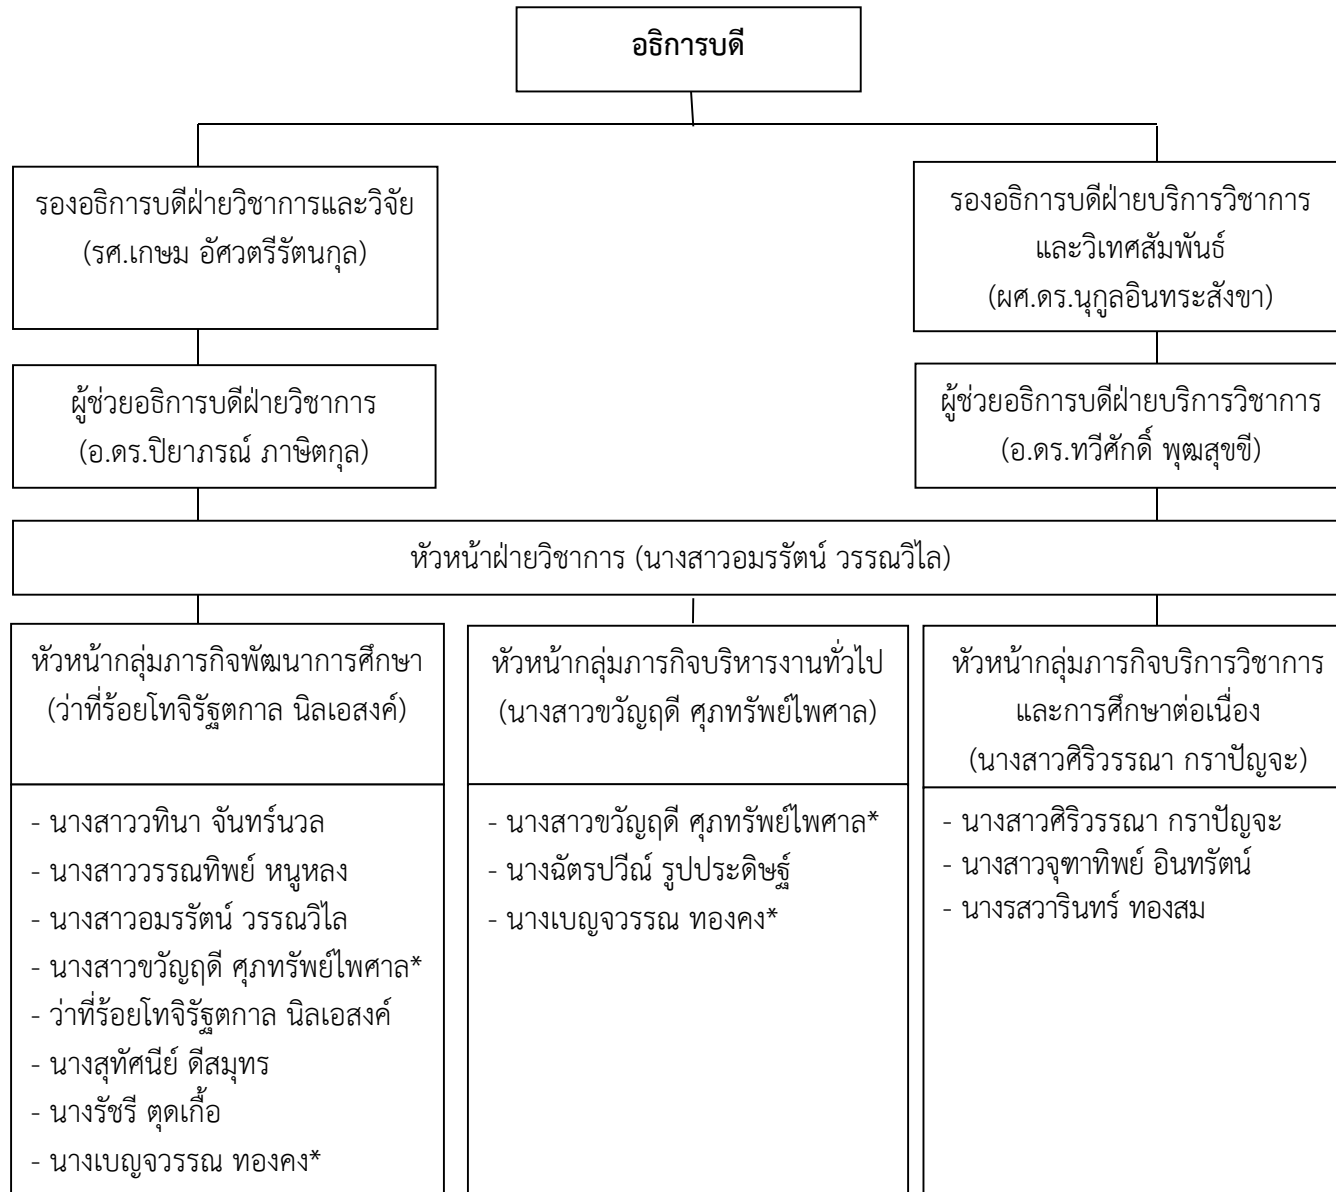 อธิการบดี
รองอธิการบดีฝ่ายวิชาการและวิจัย
(รศ.เกษม อัศวตรีรัตนกุล)
รองอธิการบดีฝ่ายบริการวิชาการ
และวิเทศสัมพันธ์
(ผศ.ดร.นุกูลอินทระสังขา)
ผู้ช่วยอธิการบดีฝ่ายวิชาการ
(อ.ดร.ปิยาภรณ์ ภาษิตกุล)
ผู้ช่วยอธิการบดีฝ่ายบริการวิชาการ
(อ.ดร.ทวีศักดิ์ พุฒสุขขี)
หัวหน้าฝ่ายวิชาการ (นางสาวอมรรัตน์ วรรณวิไล)
หัวหน้ากลุ่มภารกิจพัฒนาการศึกษา
(ว่าที่ร้อยโทจิรัฐตกาล นิลเอสงค์)
- นางสาววทินา จันทร์นวล
- นางสาววรรณทิพย์ หนูหลง
- นางสาวอมรรัตน์ วรรณวิไล
- นางสาวขวัญฤดี ศุภทรัพย์ไพศาล*
- ว่าที่ร้อยโทจิรัฐตกาล นิลเอสงค์
- นางสุทัศนีย์ ดีสมุทร
- นางรัชรี ตุดเกื้อ
- นางเบญจวรรณ ทองคง*
หัวหน้ากลุ่มภารกิจบริหารงานทั่วไป
(นางสาวขวัญฤดี ศุภทรัพย์ไพศาล)
- นางสาวขวัญฤดี ศุภทรัพย์ไพศาล*
- นางฉัตรปวีณ์ รูปประดิษฐ์
- นางเบญจวรรณ ทองคง*
หัวหน้ากลุ่มภารกิจบริการวิชาการ
และการศึกษาต่อเนื่อง
(นางสาวศิริวรรณา กราปัญจะ)
- นางสาวศิริวรรณา กราปัญจะ
- นางสาวจุฑาทิพย์ อินทรัตน์
- นางรสวารินทร์ ทองสม